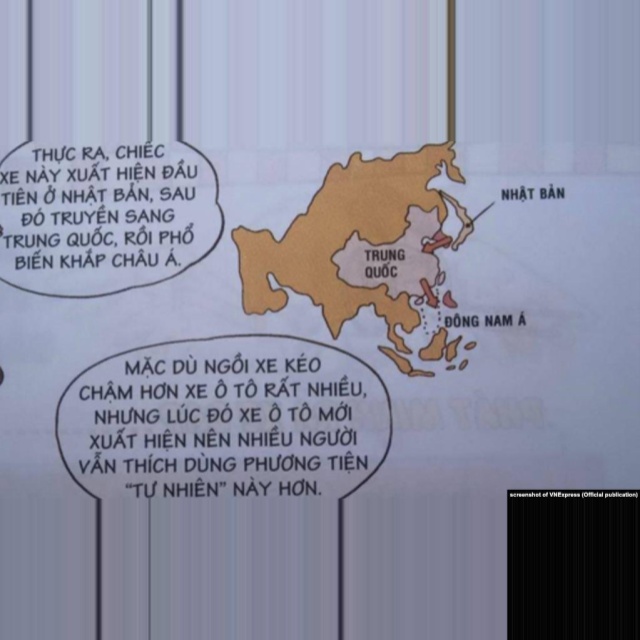 THỰC RA, CHIẾC
XE NÀY XUẤT HIỆN ĐẦU
TIÊN Ở NHẬT BẢN, SAU
ĐÓ TRUYỀN SANG
TRUNG QUỐC, RỒI PHỔ
BIẾN KHẮP CHÂU Á.
NHẬT BẢN
TRUNG
QUỐC
ĐÔNG NAM Á
MẶC DÙ NGỒI XE KÉO
CHẬM HƠN XE Ô TÔ RẤT NHIỀU,
NHƯNG LÚC ĐÓ XE Ô TÔ MỚI
XUẤT HIỆN NÊN NHIỀU NGƯỜI
VẪN THÍCH DÙNG PHƯƠNG TIỆN
“TỰ NHIÊN” NÀY HƠN.
screenshot of VNExpress (Official publication)